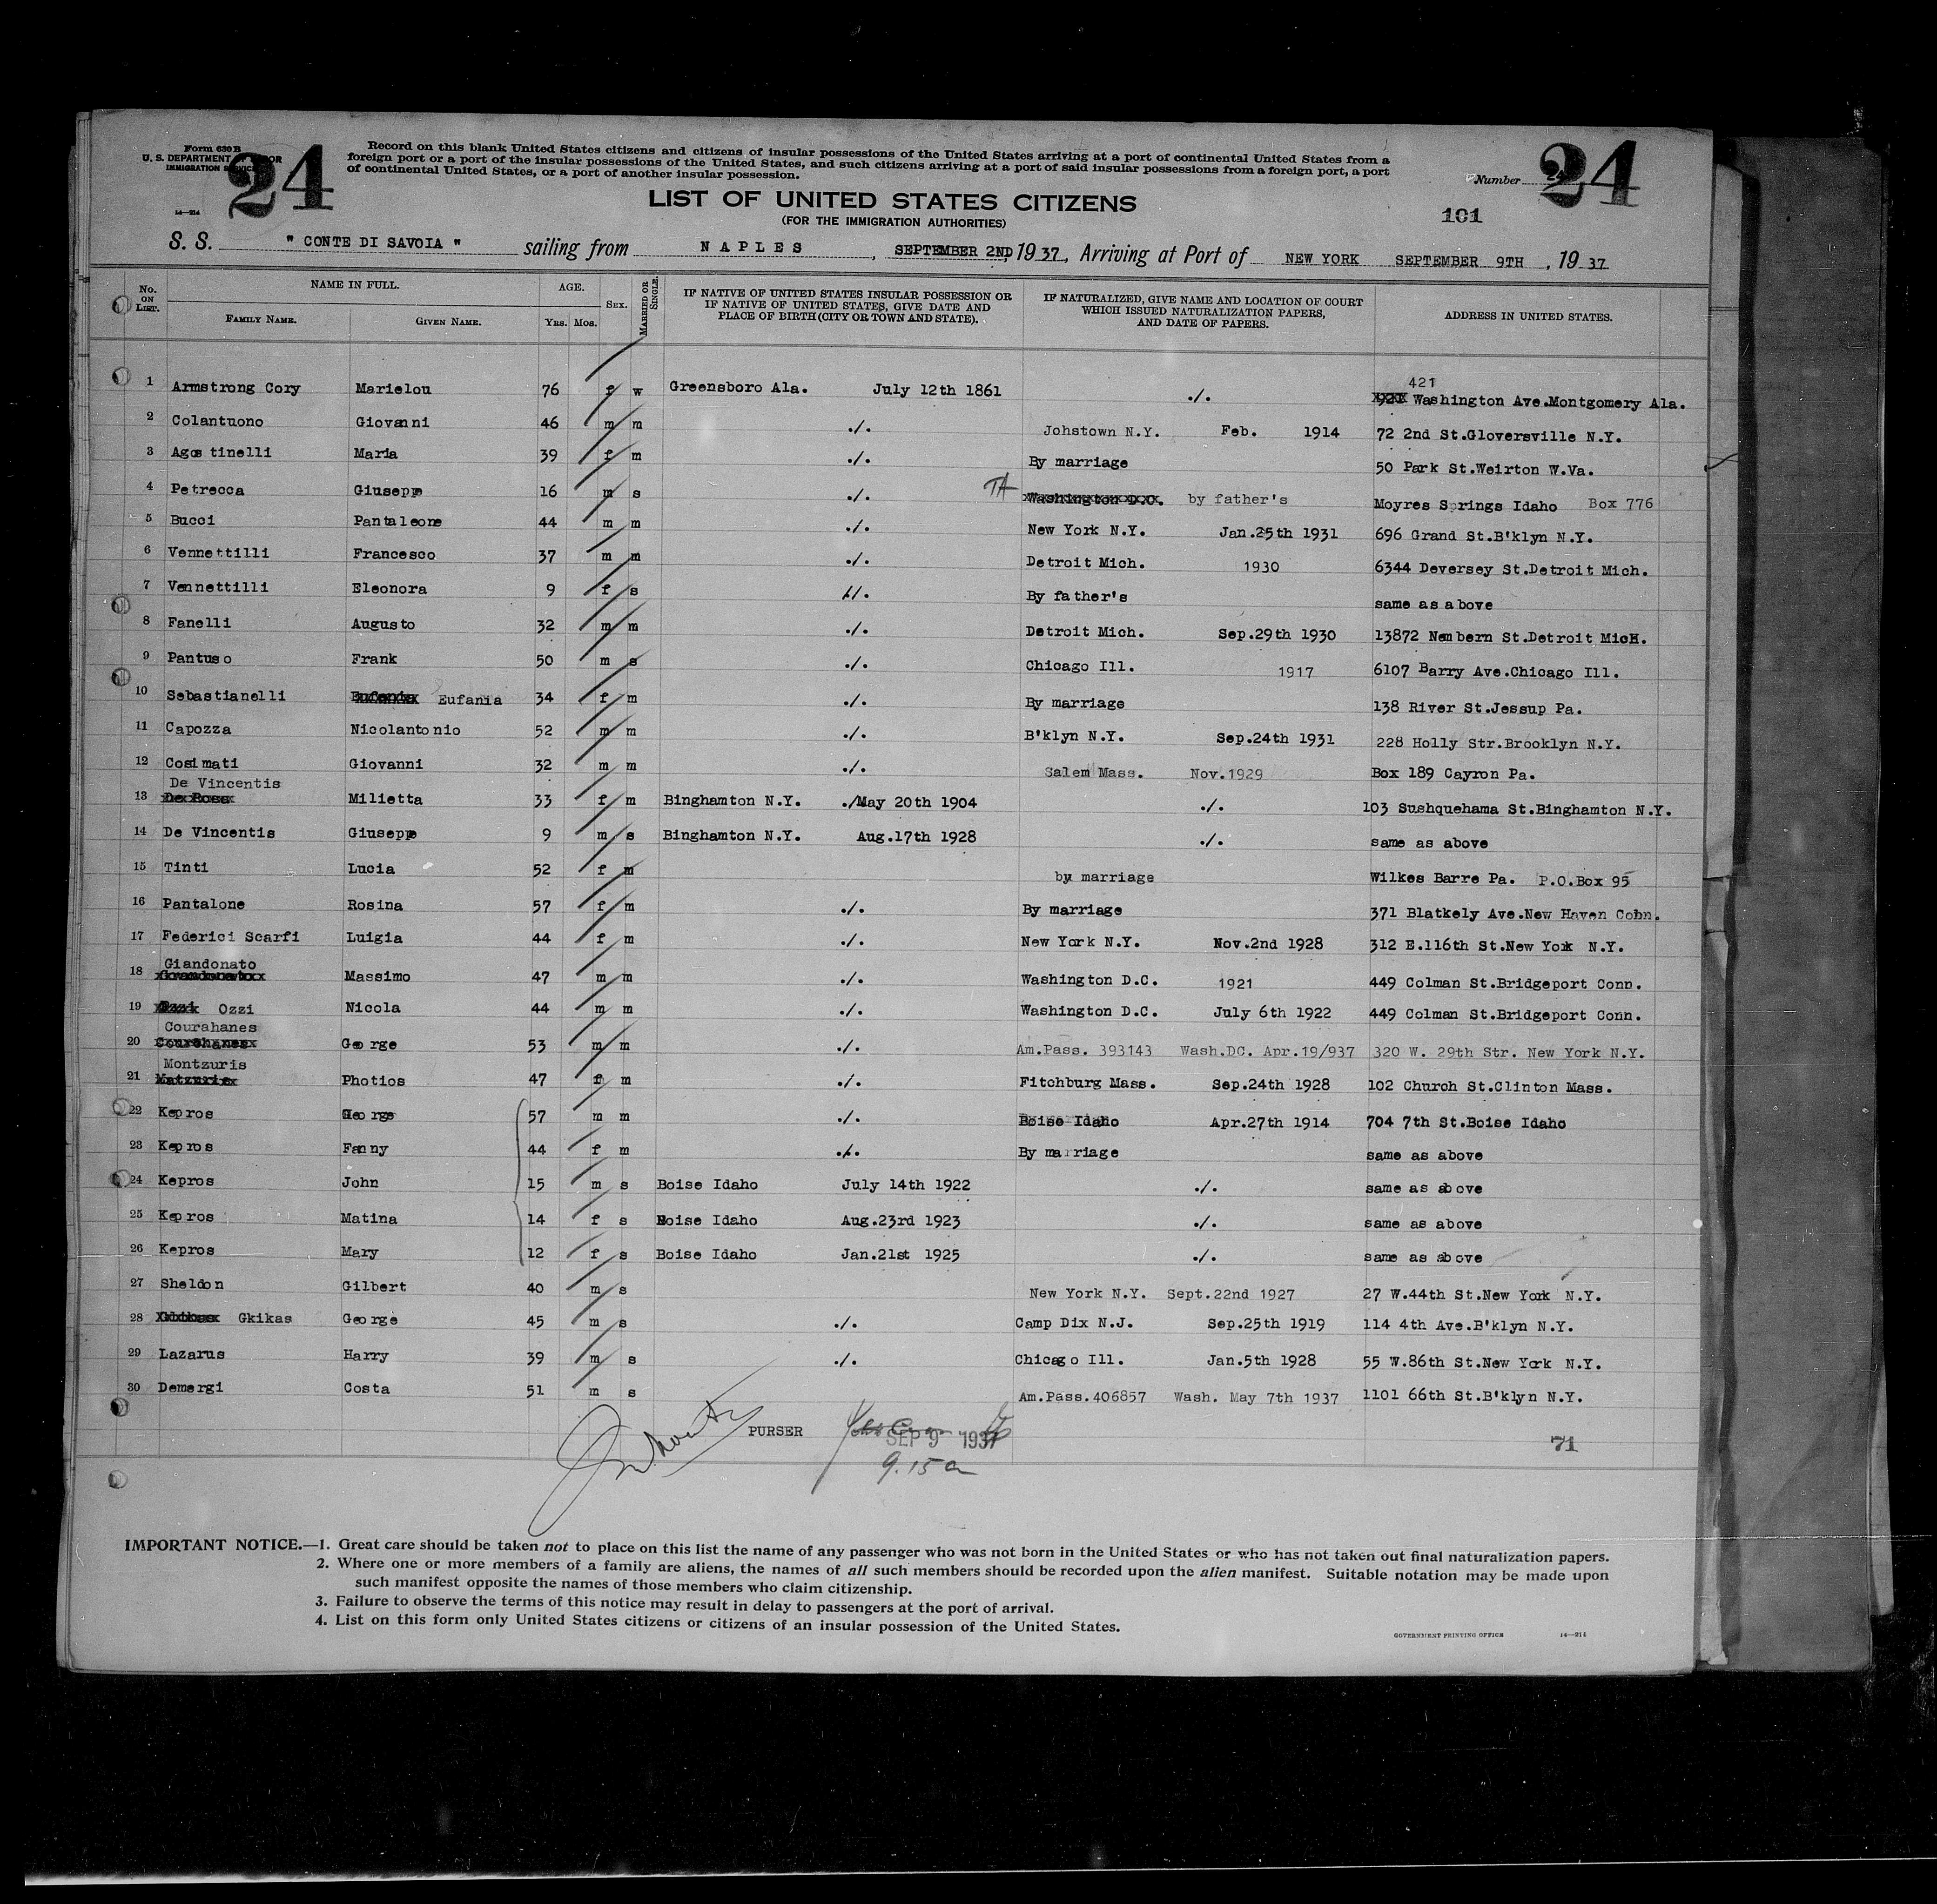 Form 630 B
U. S. DEPARTMENT OF LABOR
IMMIGRATION SERVICE
14—214
24
Record on this blank United States citizens and citizens of insular possessions of the United States arriving at a port of continental United States from a
foreign port or a port of the insular possessions of the United States, and such citizens arriving at a port of said insular possessions from a foreign port, a port
of continental United States, or a port of another insular possession.
Number 24
24
101
LIST OF UNITED STATES CITIZENS
(FOR THE IMMIGRATION AUTHORITIES)
S. S. " CONTE DI SAVOIA " sailing from NAPLES, SEPTEMBER 2ND, 1937, Arriving at Port of NEW YORK SEPTEMBER 9TH, 1937
No. ON LIST. NAME IN FULL. AGE. SEX. MARRIED OR SINGLE. IF NATIVE OF UNITED STATES INSULAR POSSESSION OR IF NATIVE OF UNITED STATES, GIVE DATE AND PLACE OF BIRTH (CITY OR TOWN AND STATE). IF NATURALIZED, GIVE NAME AND LOCATION OF COURT WHICH ISSUED NATURALIZATION PAPERS, AND DATE OF PAPERS. ADDRESS IN UNITED STATES.
FAMILY NAME. GIVEN NAME. YRS. MOS.
421
1 Armstrong Cory Marielou 76 f w Greensboro Ala. July 12th 1861 ./. 921 Washington Ave.Montgomery Ala.
2 Colantuono Giovanni 46 m m ./. Johstown N.Y. Feb. 1914 72 2nd St.Gloversville N.Y.
3 Agostinelli Maria 39 f m ./. By marriage 50 Park St.Weirton W.Va.
4 Petrecca Giusepp 16 m s ./. TA Washington D.C. by father's Moyres Springs Idaho Box 776
5 Bucci Pantaleone 44 m m ./. New York N.Y. Jan.25th 1931 696 Grand St.B'klyn N.Y.
6 Vennettilli Francesco 37 m m ./. Detroit Mich. 1930 6344 Deversey St.Detroit Mich.
7 Vennettilli Eleonora 9 f s ./. By father's same as above
8 Fanelli Augusto 32 m m ./. Detroit Mich. Sep.29th 1930 13872 Newbern St.Detroit MicH.
9 Pantuso Frank 50 m s ./. Chicago Ill. 1917 6107 Barry Ave.Chicago Ill.
10 Sebastianelli Eufania 34 f m ./. By marriage 138 River St.Jessup Pa.
11 Capozza Nicolantonio 52 m m ./. B'klyn N.Y. Sep.24th 1931 228 Holly Str.Brooklyn N.Y.
12 Cosimati Giovanni 32 m m ./. Salem Mass. Nov.1929 Box 189 Cayron Pa.
De Vincentis
13 De Ross Milietta 33 f m Binghamton N.Y. ./May 20th 1904 ./. 103 Sushquehama St.Binghamton N.Y.
14 De Vincentis Giusepp 9 m s Binghamton N.Y. Aug.17th 1928 ./. same as above
15 Tinti Lucia 52 f m by marriage Wilkes Barre Pa. P.O.Box 95
16 Pantalone Rosina 57 f m ./. By marriage 371 Blatkely Ave.New Haven Conn.
17 Federici Scarfi Luigia 44 f m ./. New York N.Y. Nov.2nd 1928 312 E.116th St.New York N.Y.
Giandonato
18 Massimo 47 m m ./. Washington D.C. 1921 449 Colman St.Bridgeport Conn.
19 Ozzi Nicola 44 m m ./. Washington D.C. July 6th 1922 449 Colman St.Bridgeport Conn.
Courahanes
20 George 53 m m ./. Am.Pass. 393143 Wash.DC. Apr.19/937 320 W. 29th Str. New York N.Y.
Montzuris
21 Matzuris Photios 47 m ./. Fitchburg Mass. Sep.24th 1928 102 Church St.Clinton Mass.
22 Kepros George 57 m m ./. Boise Idaho Apr.27th 1914 704 7th St.Boise Idaho
23 Kepros Fanny 44 f m ./. By marriage same as above
24 Kepros John 15 m s Boise Idaho July 14th 1922 ./. same as above
25 Kepros Matina 14 f s Boise Idaho Aug.23rd 1923 ./. same as above
26 Kepros Mary 12 f s Boise Idaho Jan.21st 1925 ./. same as above
27 Sheldon Gilbert 40 m s New York N.Y. Sept.22nd 1927 27 W.44th St.New York N.Y.
28 Gkikas George 45 m s ./. Camp Dix N.J. Sep.25th 1919 114 4th Ave.B'klyn N.Y.
29 Lazarus Harry 39 m s ./. Chicago Ill. Jan.5th 1928 55 W.86th St.New York N.Y.
30 Demergi Costa 51 m s Am.Pass.406857 Wash. May 7th 1937 1101 66th St.B'klyn N.Y.
PURSER
SEP 9 1937
9.15 a
71
IMPORTANT NOTICE.—1. Great care should be taken not to place on this list the name of any passenger who was not born in the United States or who has not taken out final naturalization papers.
2. Where one or more members of a family are aliens, the names of all such members should be recorded upon the alien manifest. Suitable notation may be made upon
such manifest opposite the names of those members who claim citizenship.
3. Failure to observe the terms of this notice may result in delay to passengers at the port of arrival.
4. List on this form only United States citizens or citizens of an insular possession of the United States.
GOVERNMENT PRINTING OFFICE 14—214